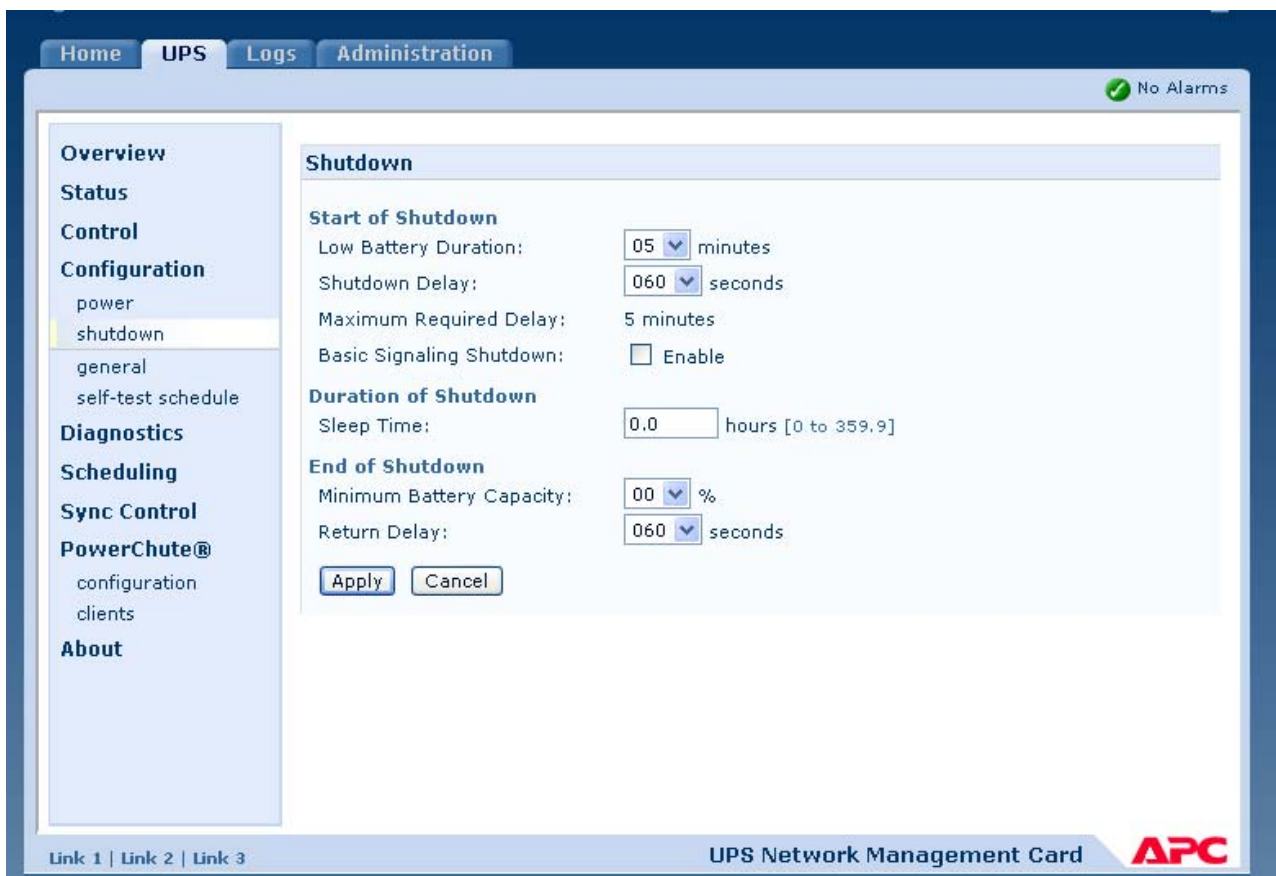 Home UPS Logs Administration
No Alarms
Overview
Status
Control
Configuration
power
shutdown
general
self-test schedule
Diagnostics
Scheduling
Sync Control
PowerChute®
configuration
clients
About
Shutdown
Start of Shutdown
Low Battery Duration: 05 minutes
Shutdown Delay: 060 seconds
Maximum Required Delay: 5 minutes
Basic Signaling Shutdown: Enable
Duration of Shutdown
Sleep Time: 0.0 hours [0 to 359.9]
End of Shutdown
Minimum Battery Capacity: 00 %
Return Delay: 060 seconds
Apply Cancel
Link 1 | Link 2 | Link 3
UPS Network Management Card
APC